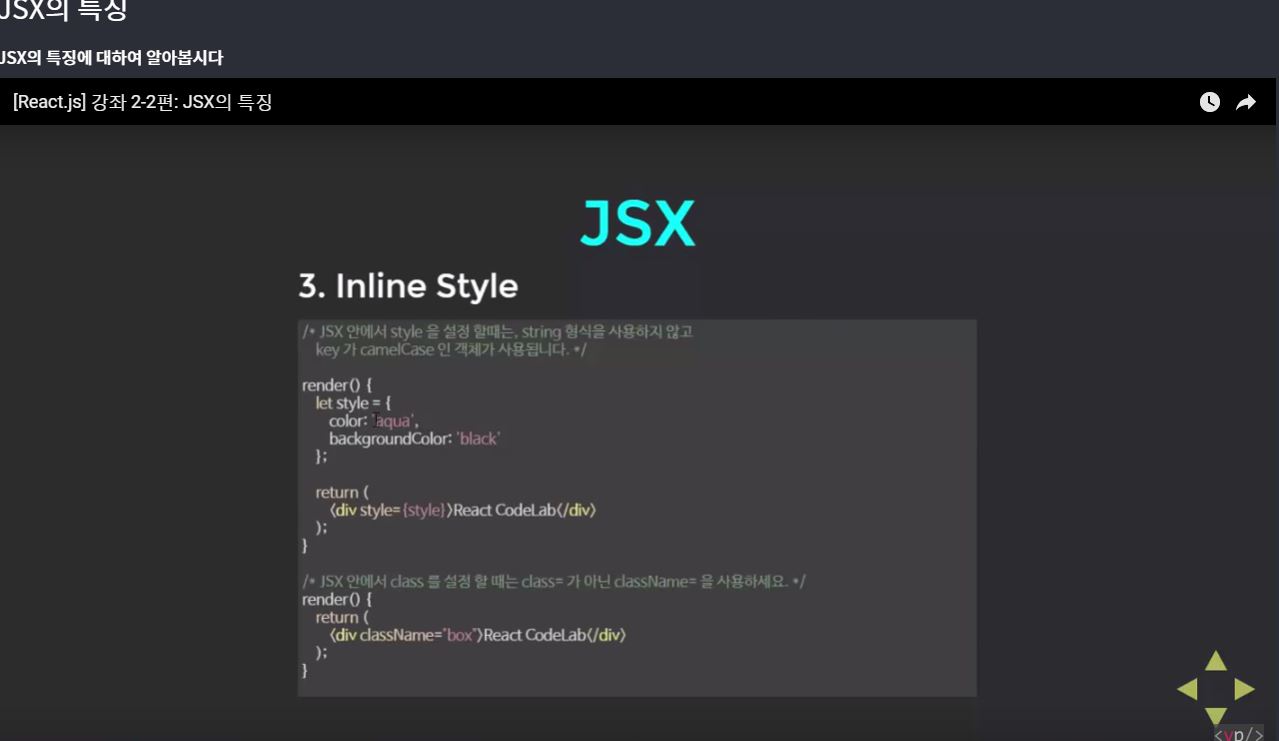 JSX의 특징
JSX의 특징에 대하여 알아봅시다
[React.js] 강좌 2-2편: JSX의 특징
JSX
3. Inline Style
/* JSX 안에서 style 을 설정 할때는, string 형식을 사용하지 않고
key 가 camelCase 인 객체가 사용됩니다. */
render() {
let style = {
color: 'aqua',
backgroundColor: 'black'
};
return (
<div style={style}>React CodeLab</div>
);
}
/* JSX 안에서 class 를 설정 할 때는 class= 가 아닌 className= 을 사용하세요. */
render() {
return (
<div className="box">React CodeLab</div>
);
}
<vp/>